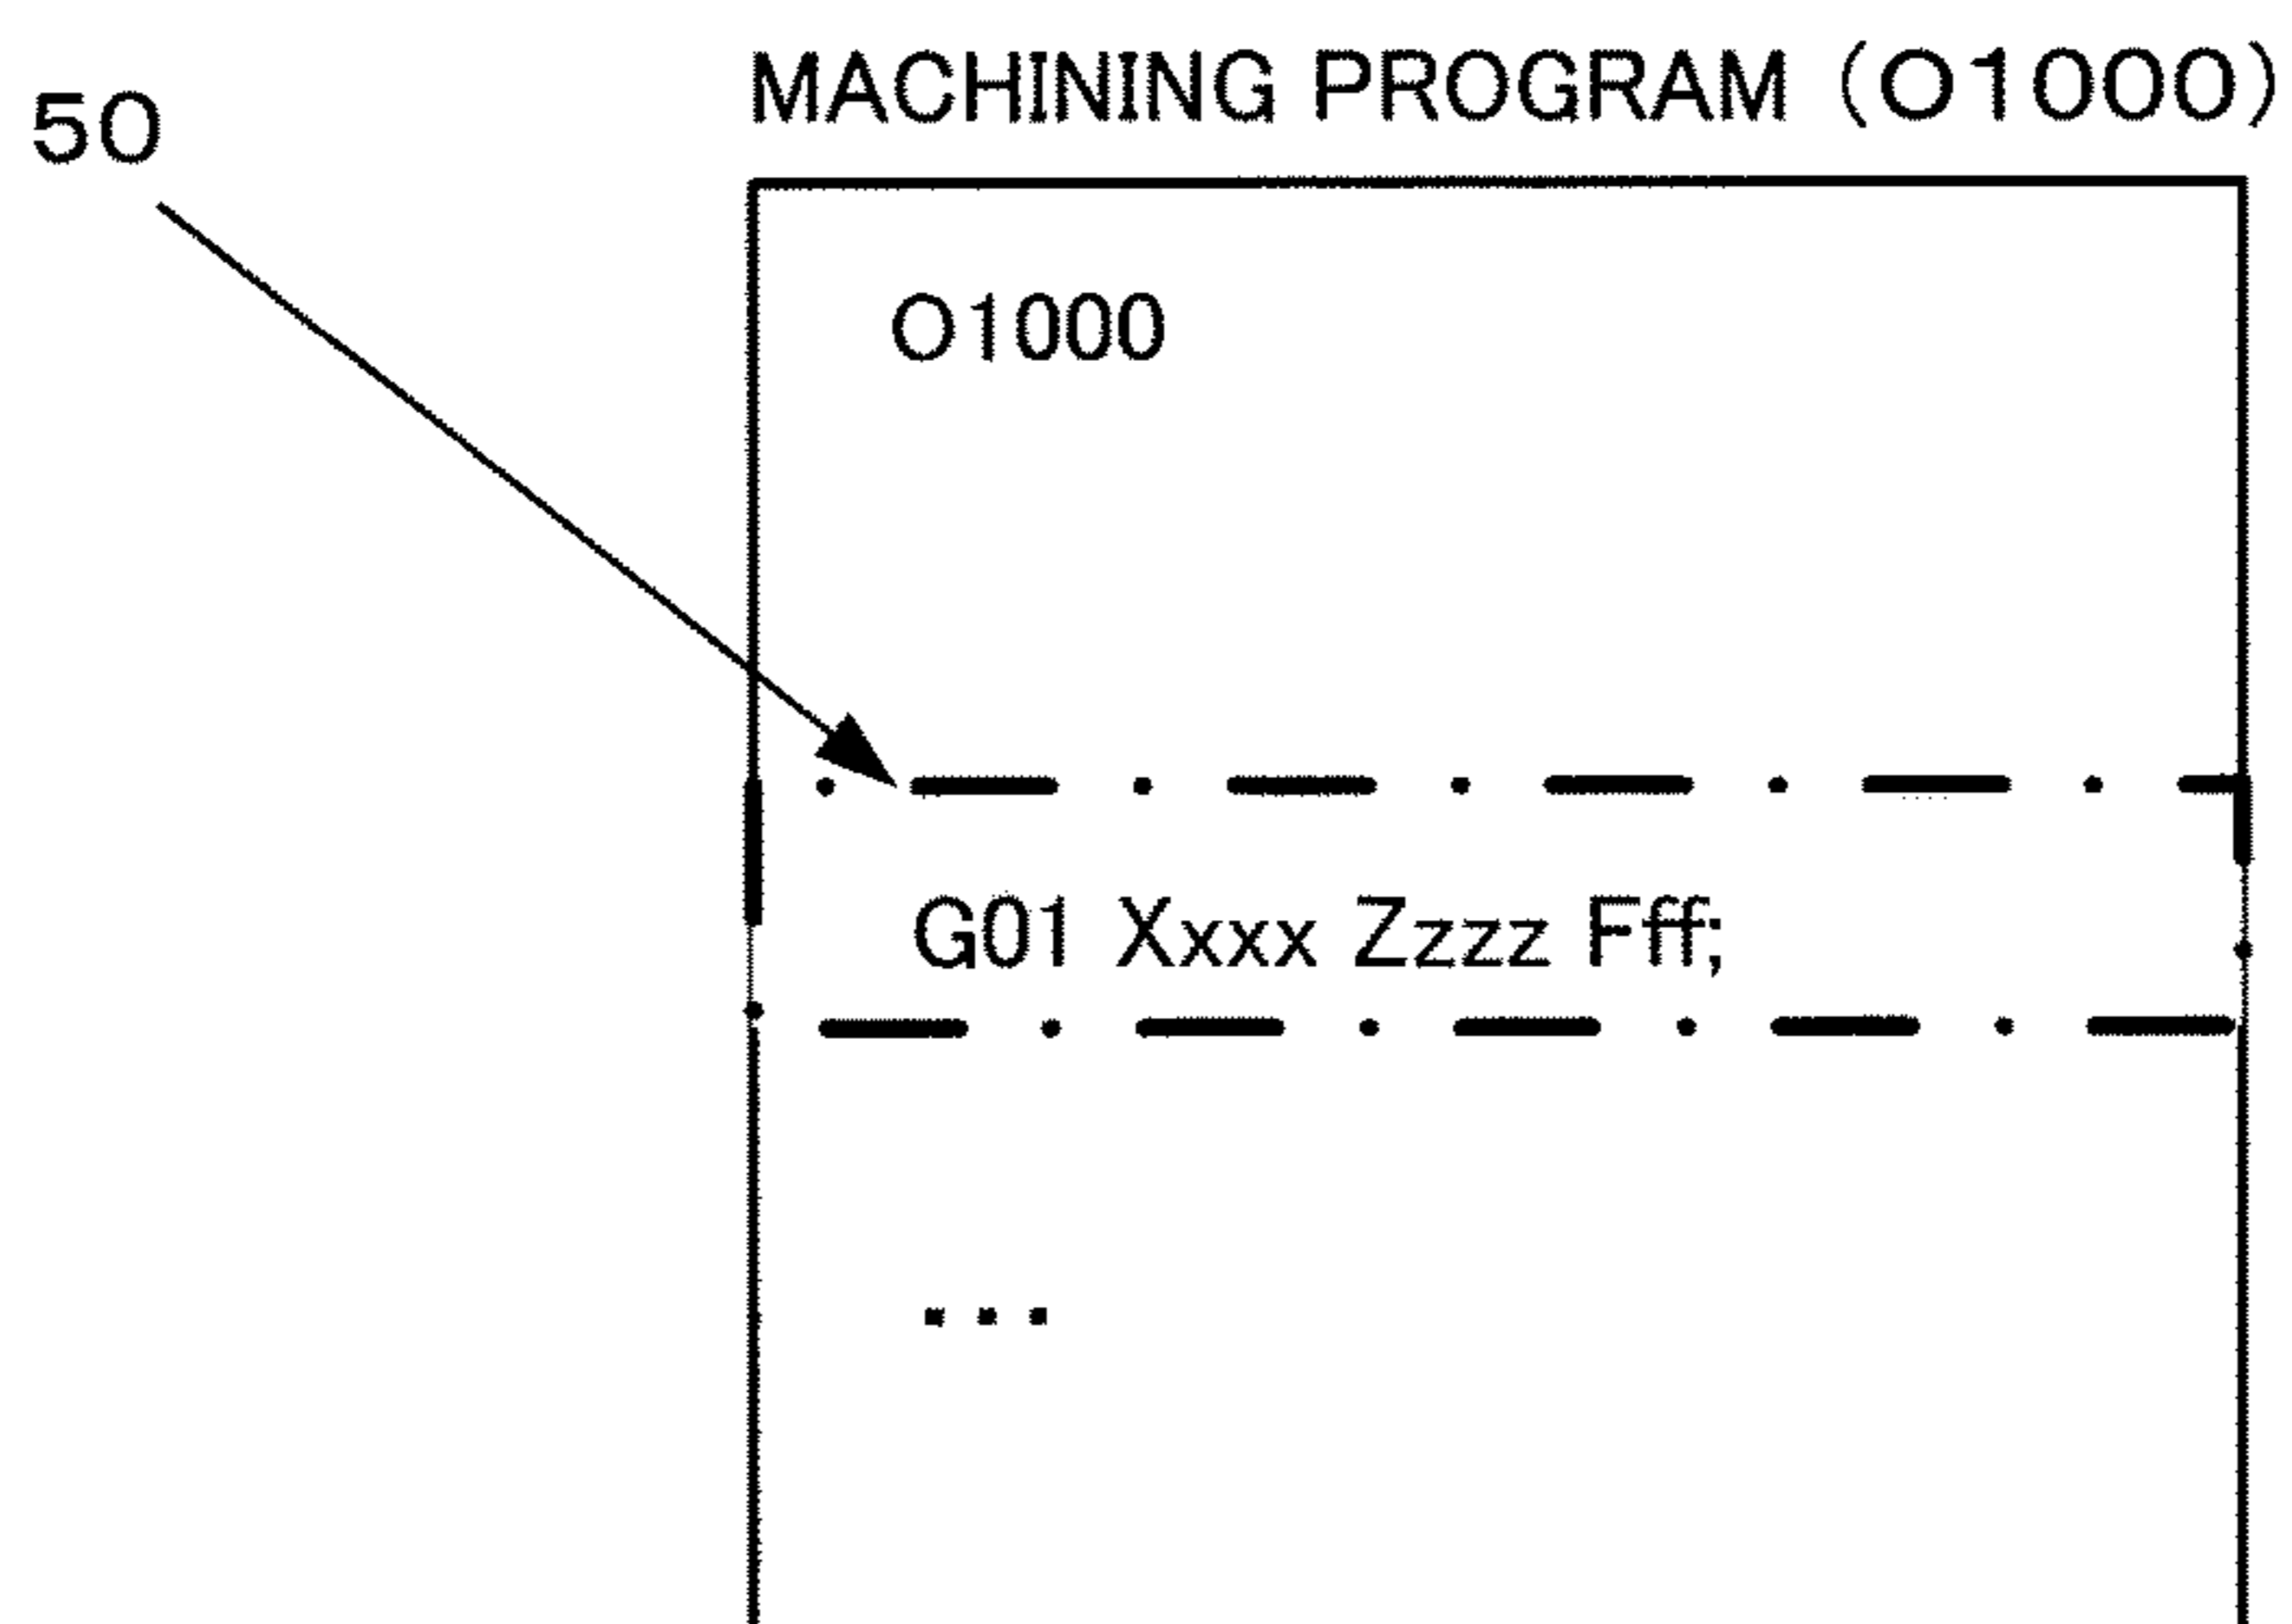 MACHINING PROGRAM (O1000)
50
O1000
G01 Xxxx Zzzz Fff;
...